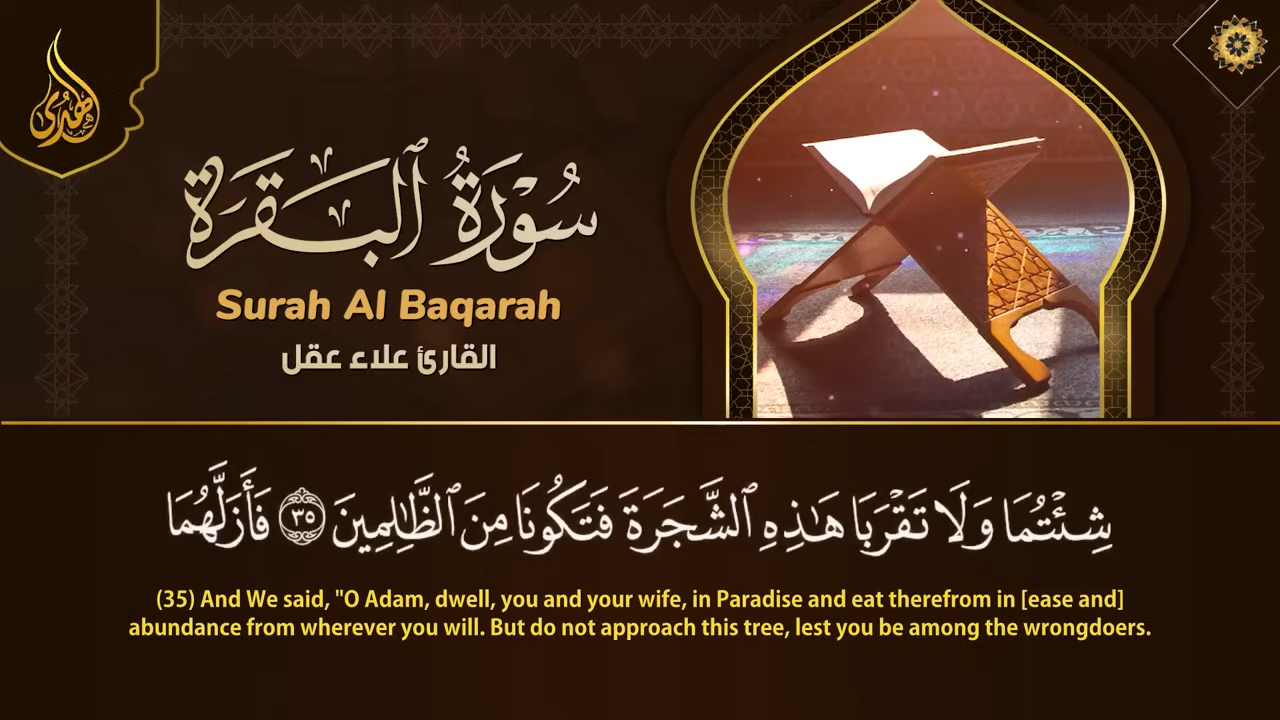 هدى
سُورَةُ ٱلْبَقَرَة
Surah Al Baqarah
القارئ علاء عقل
شِئْتُمَا وَلَا تَقْرَبَا هَٰذِهِ ٱلشَّجَرَةَ فَتَكُونَا مِنَ ٱلظَّٰلِمِينَ ٣٥ فَأَزَلَّهُمَا
(35) And We said, "O Adam, dwell, you and your wife, in Paradise and eat therefrom in [ease and]
abundance from wherever you will. But do not approach this tree, lest you be among the wrongdoers.